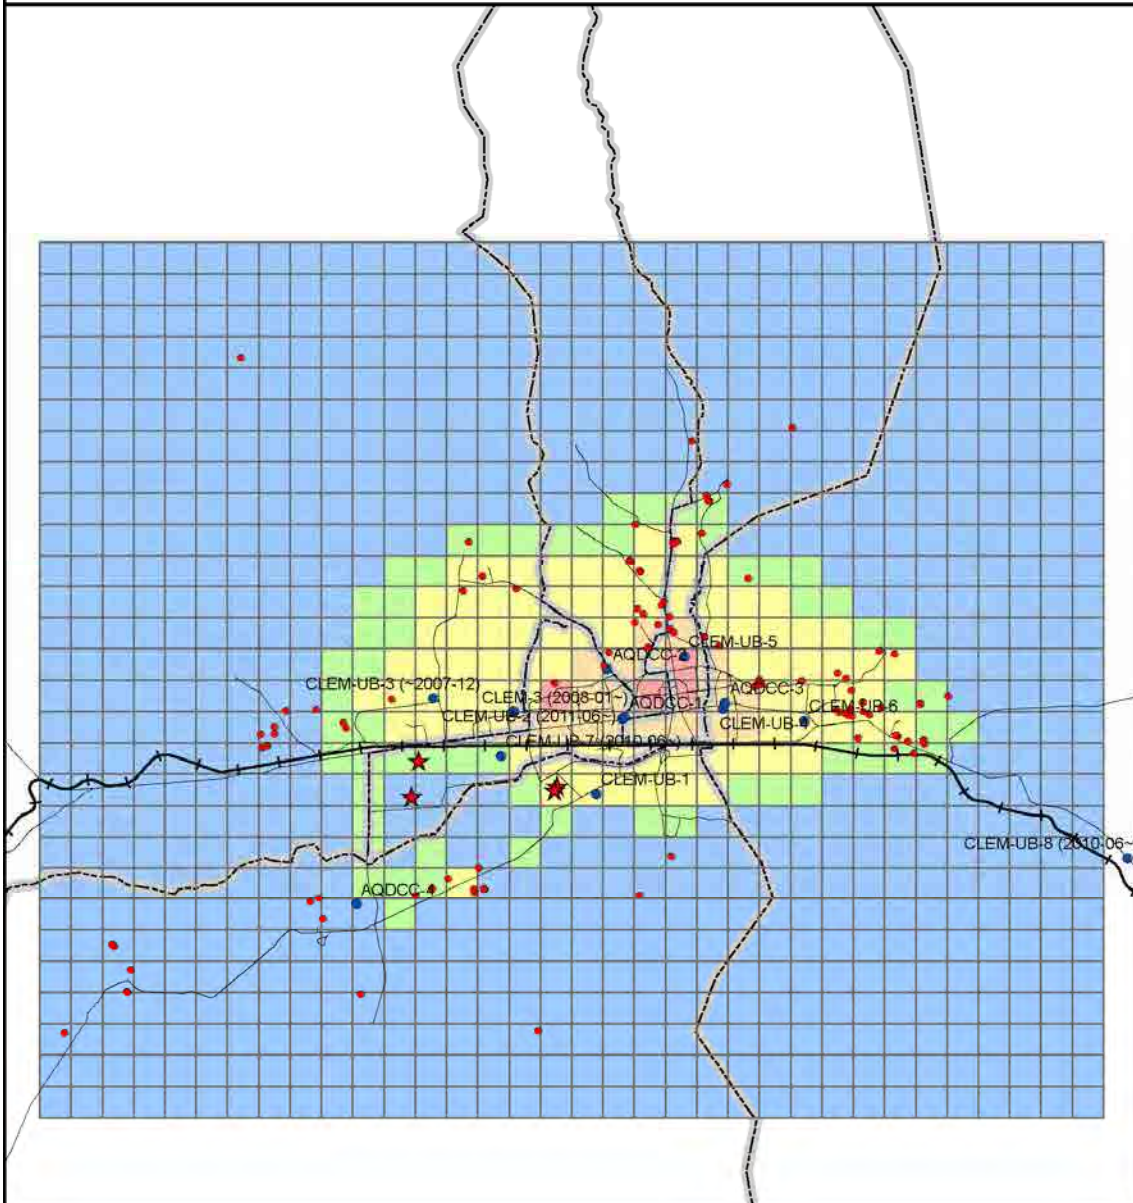 CLEM-UB-5
AQDCC-2
CLEM-UB-3 (~2007-12)
AQDCC-3
CLEM-3 (2008-01~)
AQDCC-1
CLEM-UB-6
CLEM-UB-2 (2011-06~)
CLEM-UB-4
CLEM-UB-7 (2010-06~)
CLEM-UB-1
CLEM-UB-8 (2010-06~
AQDCC-4